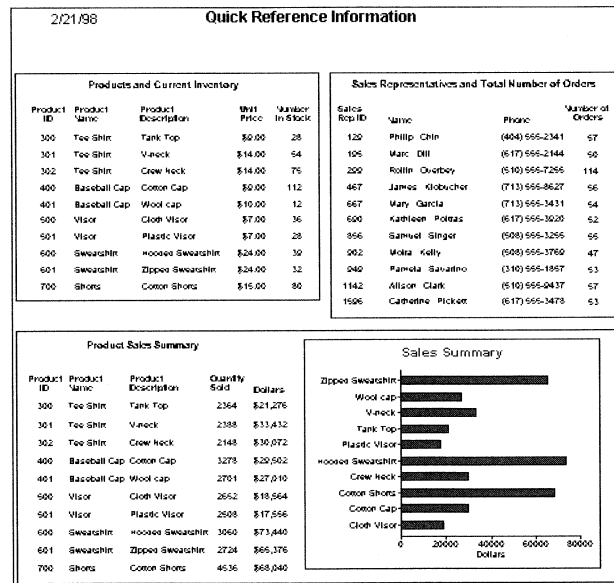 2/21/98 Quick Reference Information
Products and Current Inventory
Product ID Product Name Product Description Unit Price Number In Stock
300 Tee Shirt Tank Top $9.00 28
301 Tee Shirt V-neck $14.00 54
302 Tee Shirt Crew Neck $14.00 75
400 Baseball Cap Cotton Cap $9.00 112
401 Baseball Cap Wool cap $10.00 12
500 Visor Cloth Visor $7.00 36
501 Visor Plastic Visor $7.00 28
600 Sweatshirt Hooded Sweatshirt $24.00 39
601 Sweatshirt Zipped Sweatshirt $24.00 32
700 Shorts Cotton Shorts $15.00 80
Sales Representatives and Total Number of Orders
Sales Rep ID Name Phone Number of Orders
129 Philip Chin (404) 555-2341 57
195 Marc Dill (617) 555-2144 50
299 Rollin Overbey (510) 555-7255 114
467 James Klobucher (713) 555-8627 56
667 Mary Garcia (713) 555-3431 54
690 Kathleen Poitras (617) 555-3920 52
856 Samuel Singer (508) 555-3255 55
902 Moira Kelly (508) 555-3769 47
949 Pamela Savarino (310) 555-1857 53
1142 Alison Clark (510) 555-9437 57
1596 Catherine Pickett (617) 555-3478 53
Product Sales Summary
Product ID Product Name Product Description Quantity Sold Dollars
300 Tee Shirt Tank Top 2364 $21,276
301 Tee Shirt V-neck 2388 $33,432
302 Tee Shirt Crew Neck 2148 $30,072
400 Baseball Cap Cotton Cap 3278 $29,502
401 Baseball Cap Wool cap 2701 $27,010
500 Visor Cloth Visor 2652 $18,564
501 Visor Plastic Visor 2508 $17,556
600 Sweatshirt Hooded Sweatshirt 3060 $73,440
601 Sweatshirt Zipped Sweatshirt 2724 $65,376
700 Shorts Cotton Shorts 4536 $68,040
Sales Summary
Zipped Sweatshirt
Wool cap
V-neck
Tank Top
Plastic Visor
Hooded Sweatshirt
Crew Neck
Cotton Shorts
Cotton Cap
Cloth Visor
0 20000 40000 60000 80000
Dollars